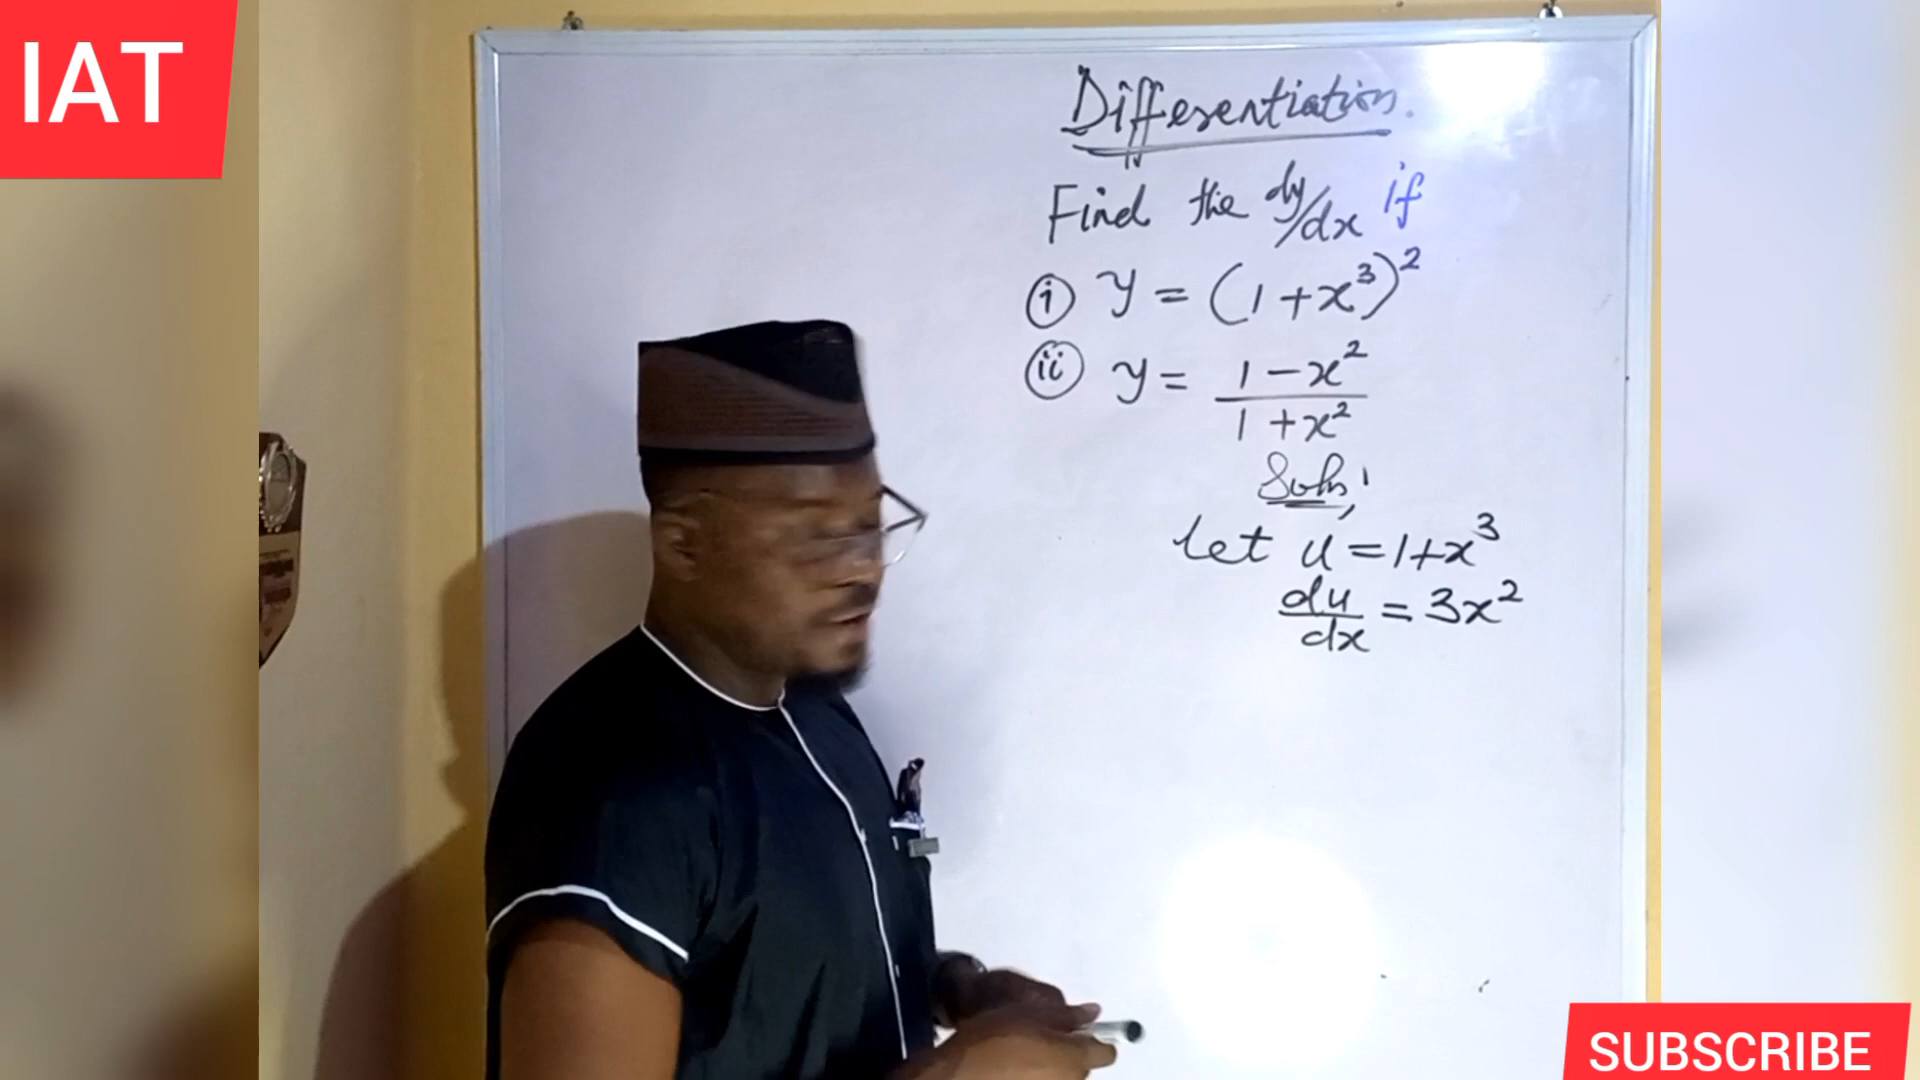 IAT
Differentiation.
Find the dy/dx if
(i) y = (1+x³)²
(ii) y = (1-x²)/(1+x²)
Soln;
Let u = 1+x³
du/dx = 3x²
SUBSCRIBE